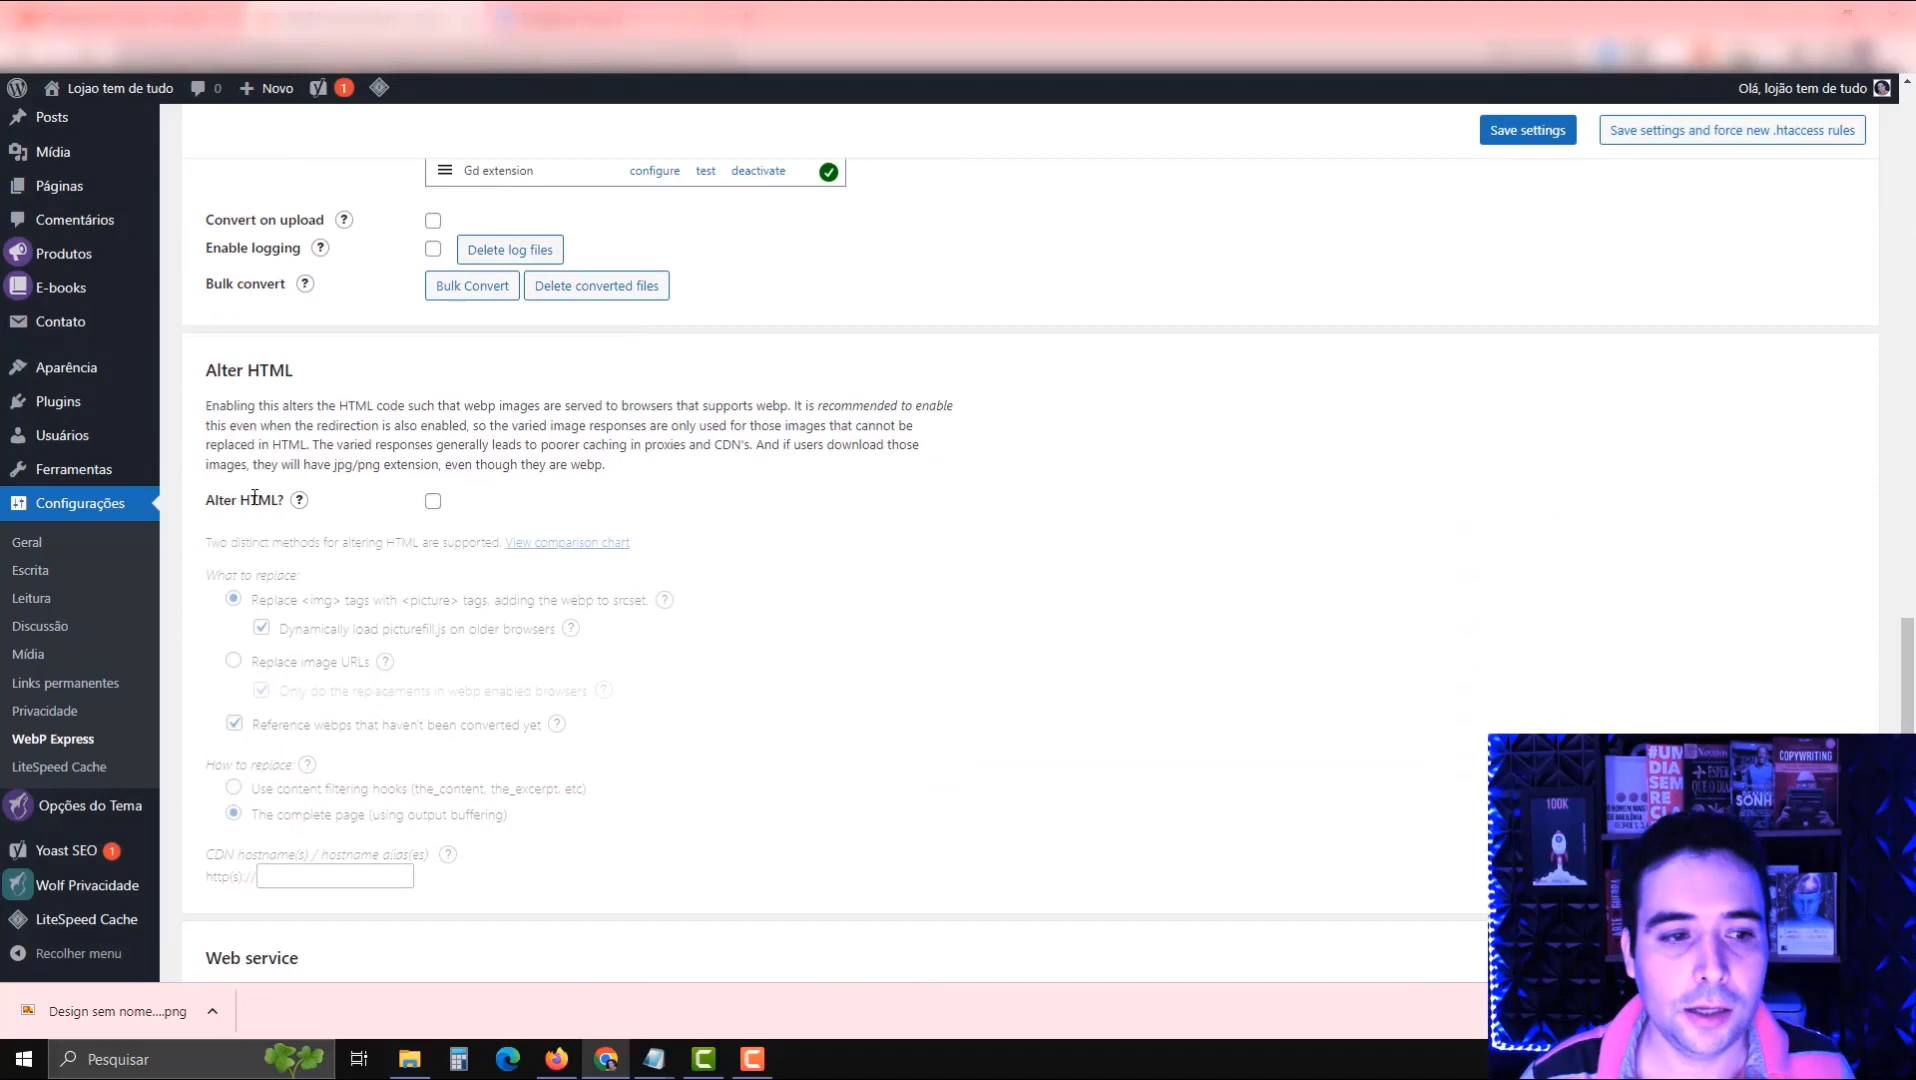 Lojao tem de tudo
0
Novo
1
Olá, lojão tem de tudo
Posts
Mídia
Páginas
Comentários
Produtos
E-books
Contato
Aparência
Plugins
Usuários
Ferramentas
Configurações
Geral
Escrita
Leitura
Discussão
Mídia
Links permanentes
Privacidade
WebP Express
LiteSpeed Cache
Opções do Tema
Yoast SEO 1
Wolf Privacidade
LiteSpeed Cache
Recolher menu
Save settings
Save settings and force new .htaccess rules
Gd extension configure test deactivate
Convert on upload ?
Enable logging ? Delete log files
Bulk convert ? Bulk Convert Delete converted files
Alter HTML
Enabling this alters the HTML code such that webp images are served to browsers that supports webp. It is recommended to enable
this even when the redirection is also enabled, so the varied image responses are only used for those images that cannot be
replaced in HTML. The varied responses generally leads to poorer caching in proxies and CDN's. And if users download those
images, they will have jpg/png extension, even though they are webp.
Alter HTML? ?
Two distinct methods for altering HTML are supported. View comparison chart
What to replace:
Replace <img> tags with <picture> tags, adding the webp to srcset. ?
Dynamically load picturefill.js on older browsers ?
Replace image URLs ?
Only do the replacements in webp enabled browsers ?
Reference webps that haven't been converted yet ?
How to replace: ?
Use content filtering hooks (the_content, the_excerpt, etc)
The complete page (using output buffering)
CDN hostname(s) / hostname alias(es) ?
http(s)://
Web service
Design sem nome....png
Pesquisar
#UM
DIA
SEM
RE
CLA
COPYWRITING
SONH
100K